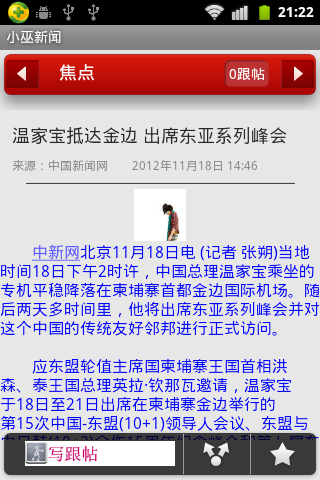 21:22
小巫新闻
焦点
0跟帖
温家宝抵达金边 出席东亚系列峰会
来源：中国新闻网 2012年11月18日 14:46
中新网北京11月18日电 (记者 张朔)当地
时间18日下午2时许，中国总理温家宝乘坐的
专机平稳降落在柬埔寨首都金边国际机场。随
后两天多时间里，他将出席东亚系列峰会并对
这个中国的传统友好邻邦进行正式访问。
应东盟轮值主席国柬埔寨王国首相洪
森、泰王国总理英拉·钦那瓦邀请，温家宝
于18日至21日出席在柬埔寨金边举行的
第15次中国-东盟(10+1)领导人会议、东盟与
写跟帖